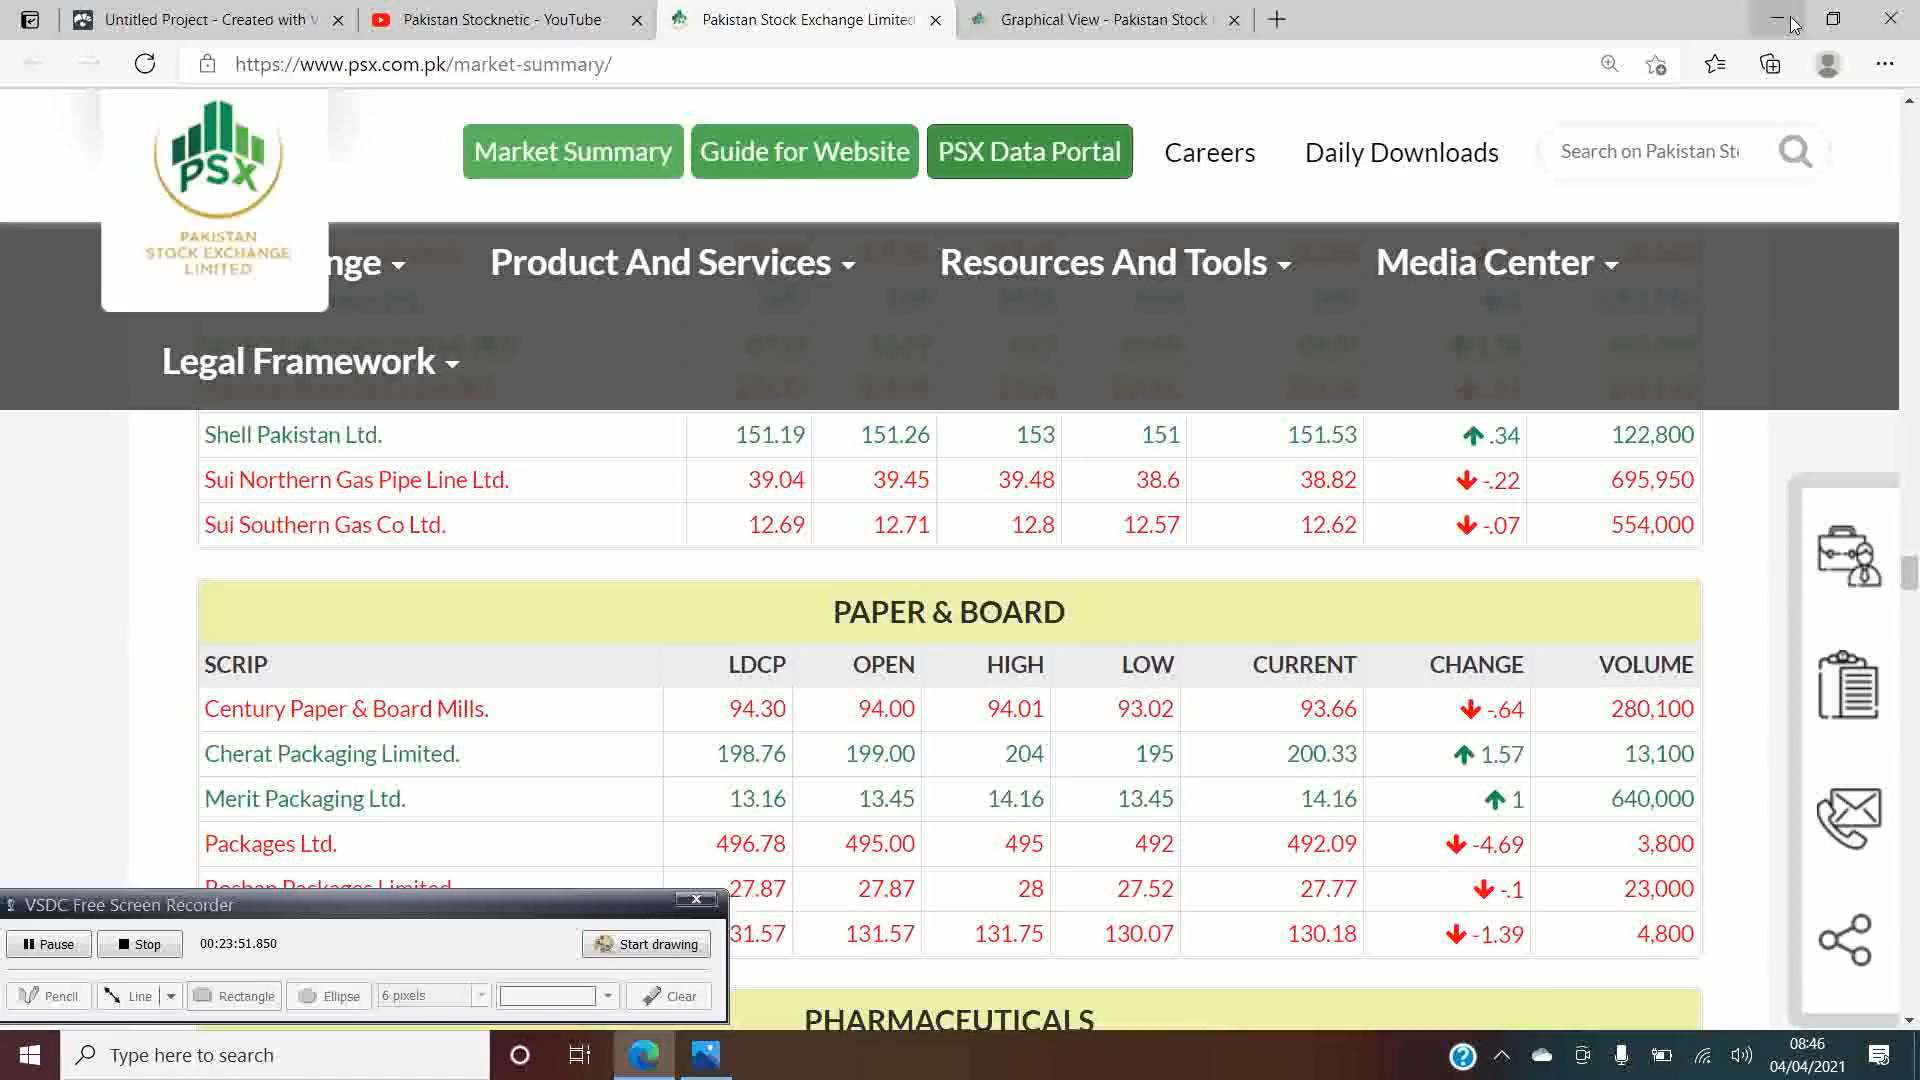 Untitled Project - Created with V
Pakistan Stocknetic - YouTube
Pakistan Stock Exchange Limited
Graphical View - Pakistan Stock
https://www.psx.com.pk/market-summary/
PSX
PAKISTAN
STOCK EXCHANGE
LIMITED
Market Summary
Guide for Website
PSX Data Portal
Careers
Daily Downloads
Search on Pakistan Sto
nge
Product And Services
Resources And Tools
Media Center
Legal Framework
Shell Pakistan Ltd. 151.19 151.26 153 151 151.53 .34 122,800
Sui Northern Gas Pipe Line Ltd. 39.04 39.45 39.48 38.6 38.82 -.22 695,950
Sui Southern Gas Co Ltd. 12.69 12.71 12.8 12.57 12.62 -.07 554,000
PAPER & BOARD
SCRIP LDCP OPEN HIGH LOW CURRENT CHANGE VOLUME
Century Paper & Board Mills. 94.30 94.00 94.01 93.02 93.66 -.64 280,100
Cherat Packaging Limited. 198.76 199.00 204 195 200.33 1.57 13,100
Merit Packaging Ltd. 13.16 13.45 14.16 13.45 14.16 1 640,000
Packages Ltd. 496.78 495.00 495 492 492.09 -4.69 3,800
Roshan Packages Limited. 27.87 27.87 28 27.52 27.77 -.1 23,000
31.57 131.57 131.75 130.07 130.18 -1.39 4,800
PHARMACEUTICALS
VSDC Free Screen Recorder
x
Pause
Stop
00:23:51.850
Start drawing
Pencil
Line
Rectangle
Ellipse
6 pixels
Clear
Type here to search
08:46
04/04/2021